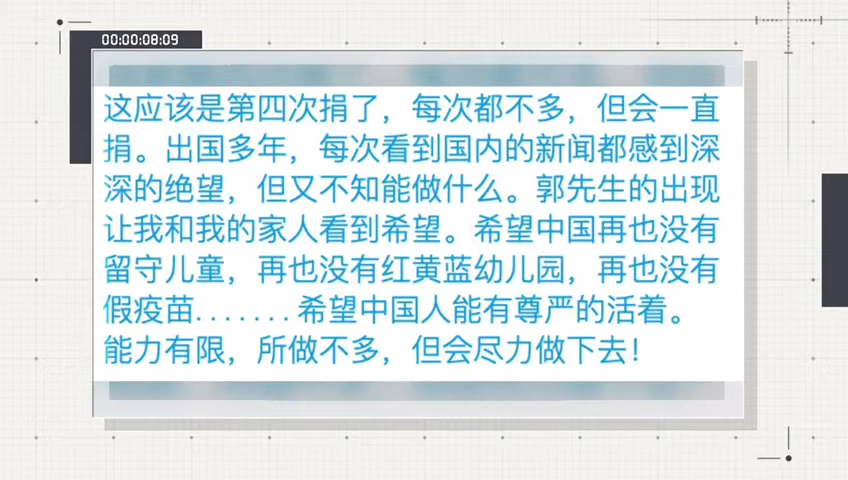 00:00:08:09
这应该是第四次捐了，每次都不多，但会一直
捐。出国多年，每次看到国内的新闻都感到深
深的绝望，但又不知能做什么。郭先生的出现
让我和我的家人看到希望。希望中国再也没有
留守儿童，再也没有红黄蓝幼儿园，再也没有
假疫苗.......希望中国人能有尊严的活着。
能力有限，所做不多，但会尽力做下去！